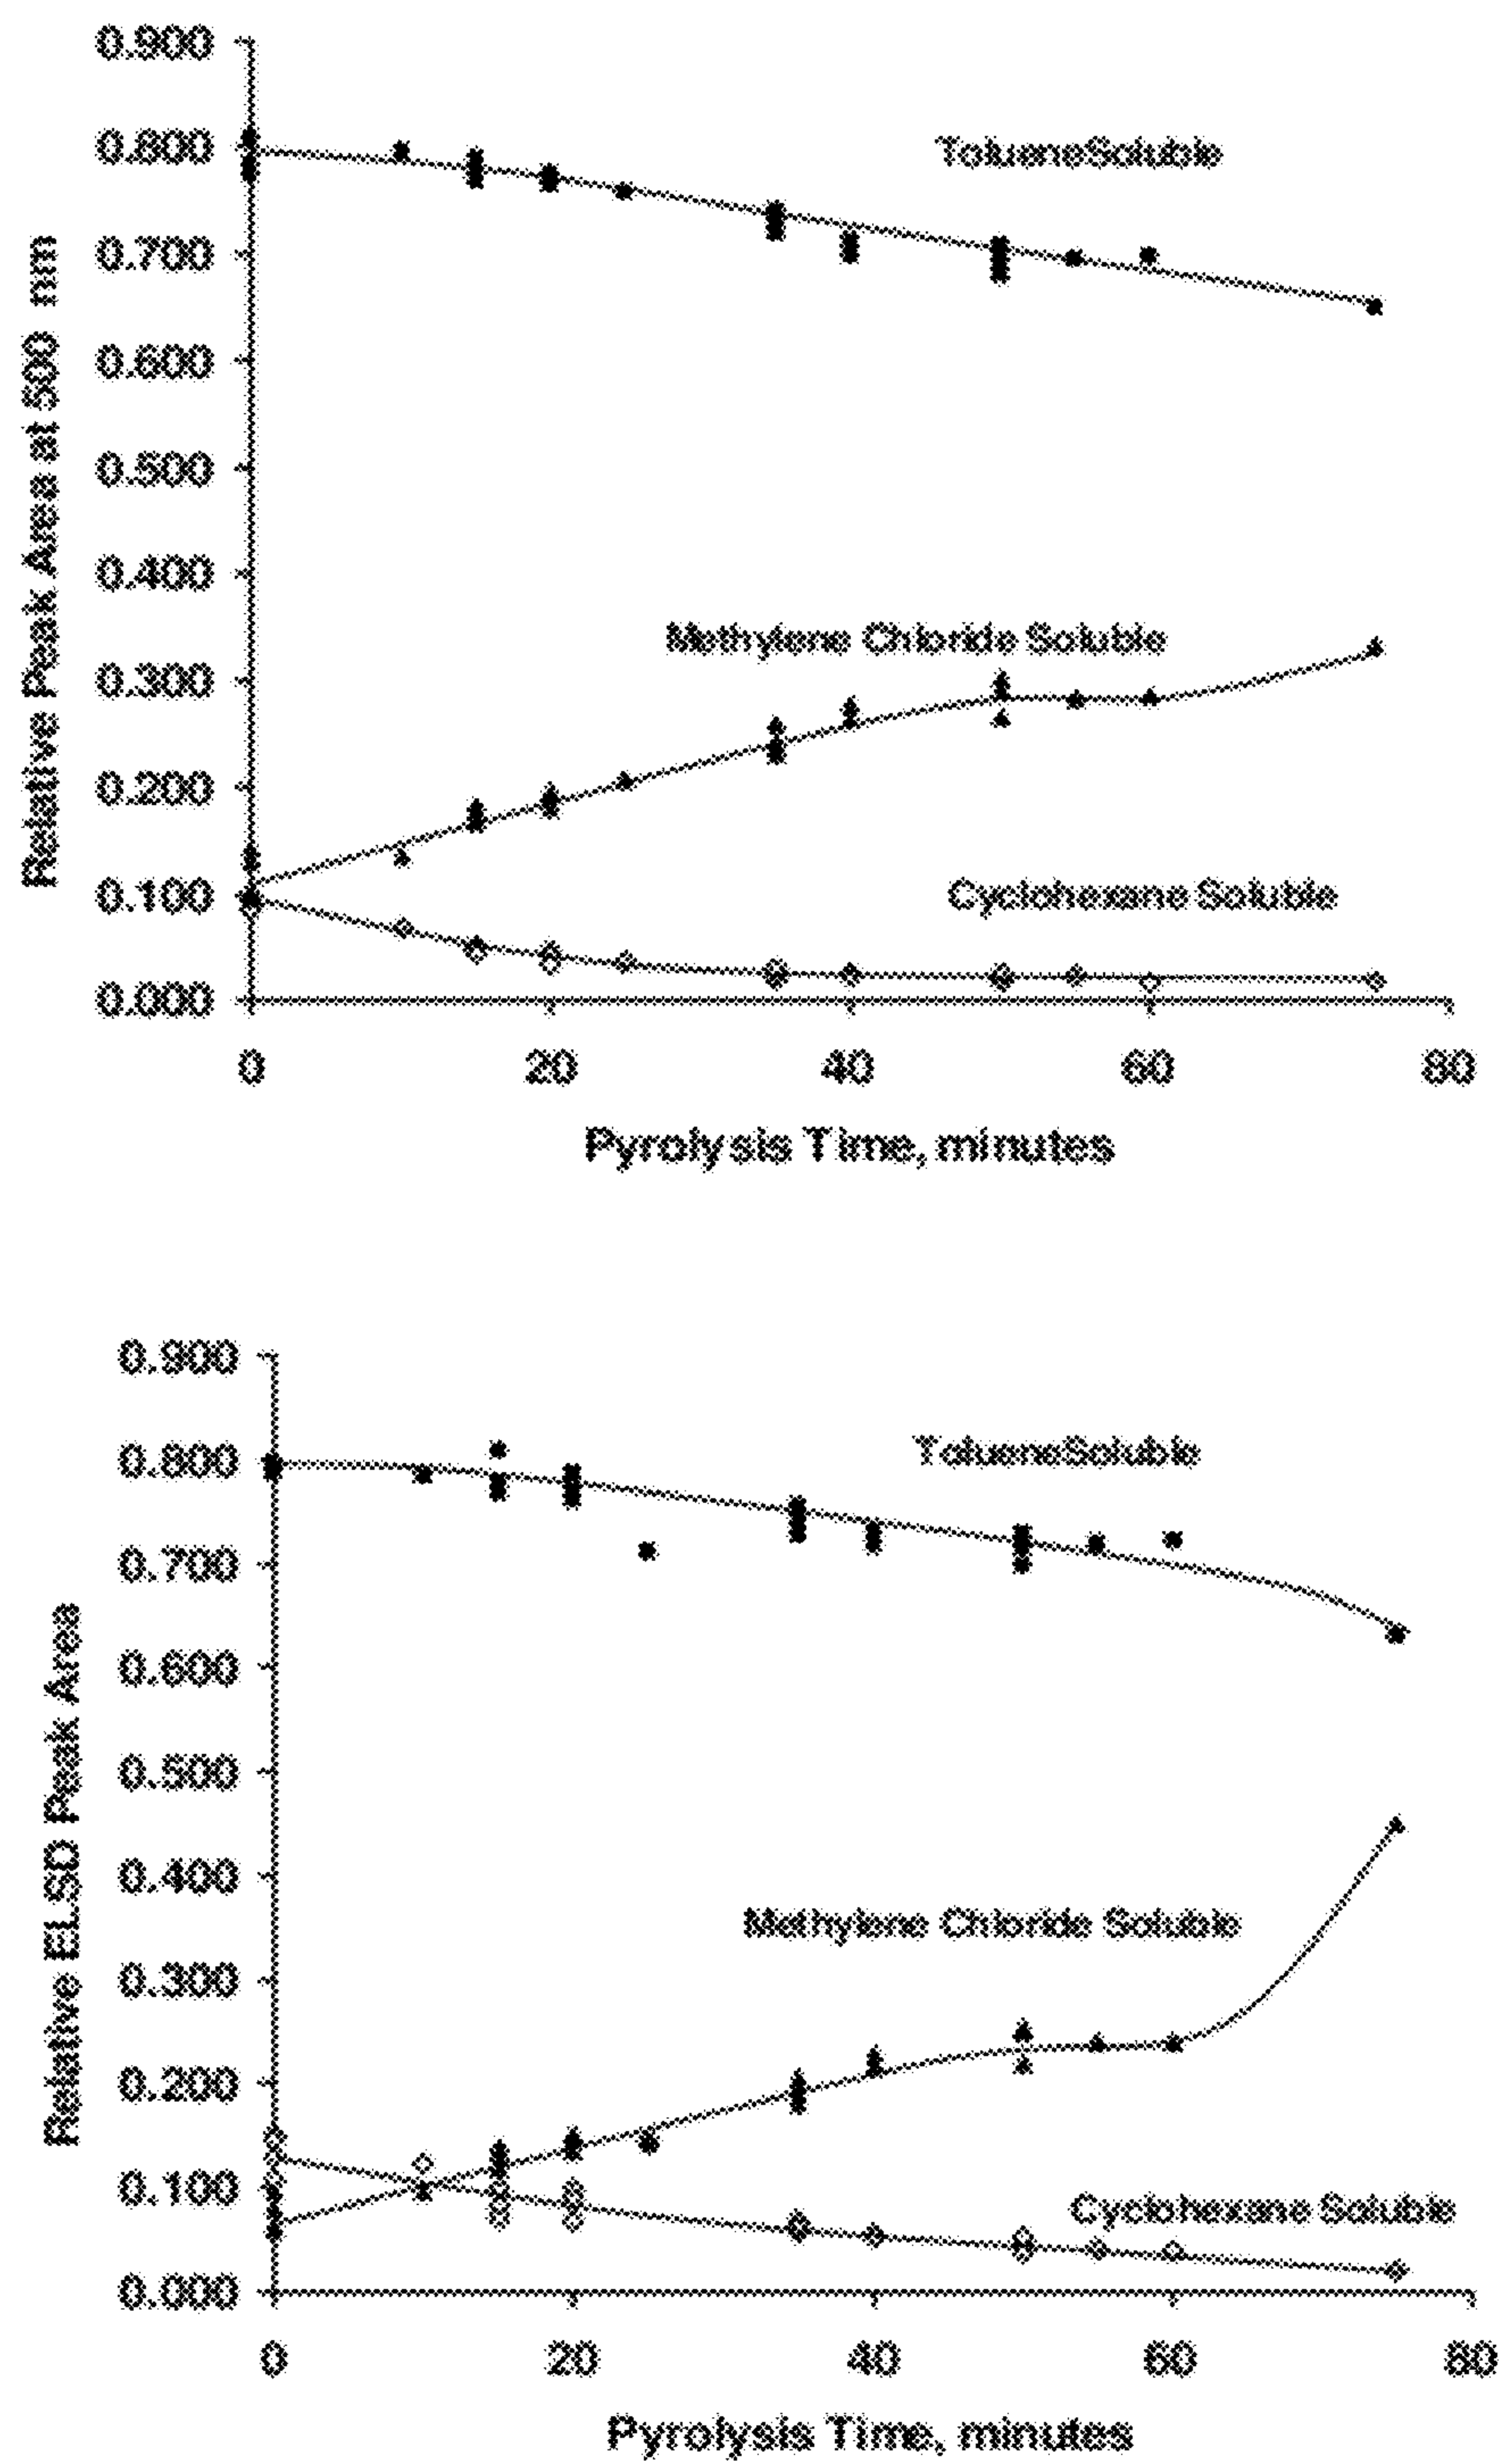 0.900
0.800
0.700
0.600
0.500
0.400
0.300
0.200
0.100
0.000
Relative Peak Area at 500 nm
Toluene Soluble
Methylene Chloride Soluble
Cyclohexane Soluble
0 20 40 60 80
Pyrolysis Time, minutes
0.900
0.800
0.700
0.600
0.500
0.400
0.300
0.200
0.100
0.000
Relative ELSD Peak Area
Toluene Soluble
Methylene Chloride Soluble
Cyclohexane Soluble
0 20 40 60 80
Pyrolysis Time, minutes